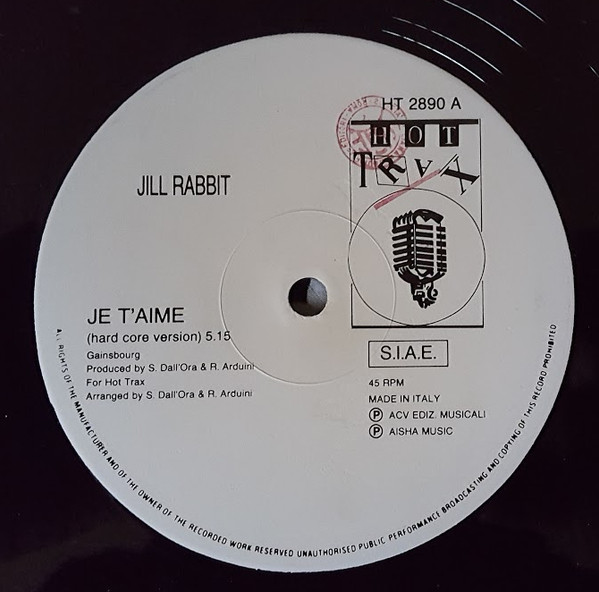 HT 2890 A
HOT
TRAX
JILL RABBIT
JE T'AIME
(hard core version) 5.15
Gainsbourg
Produced by S. Dall'Ora & R. Arduini
For Hot Trax
Arranged by S. Dall'Ora & R. Arduini
S.I.A.E.
45 RPM
MADE IN ITALY
Ⓟ ACV EDIZ. MUSICALI
Ⓟ AISHA MUSIC
ALL RIGHTS OF THE MANUFACTURER AND OF THE OWNER OF THE RECORDED WORK RESERVED UNAUTHORISED PUBLIC PERFORMANCE BROADCASTING AND COPYING OF THIS RECORD PROHIBITED